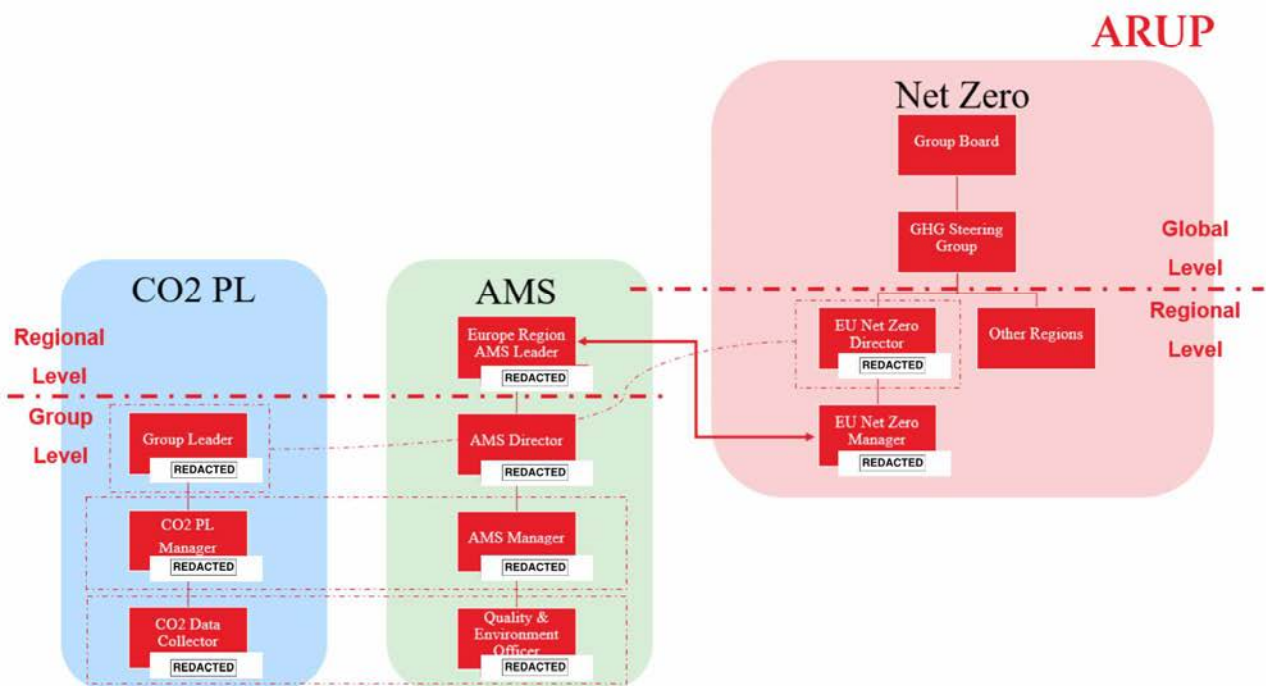 ARUP
Net Zero
Group Board
GHG Steering
Group
Global
Level
Regional
Level
EU Net Zero
Director
REDACTED
Other Regions
EU Net Zero
Manager
REDACTED
CO2 PL
Regional
Level
Group
Level
Group Leader
REDACTED
CO2 PL
Manager
REDACTED
CO2 Data
Collector
REDACTED
AMS
Europe Region
AMS Leader
REDACTED
AMS Director
REDACTED
AMS Manager
REDACTED
Quality &
Environment
Officer
REDACTED